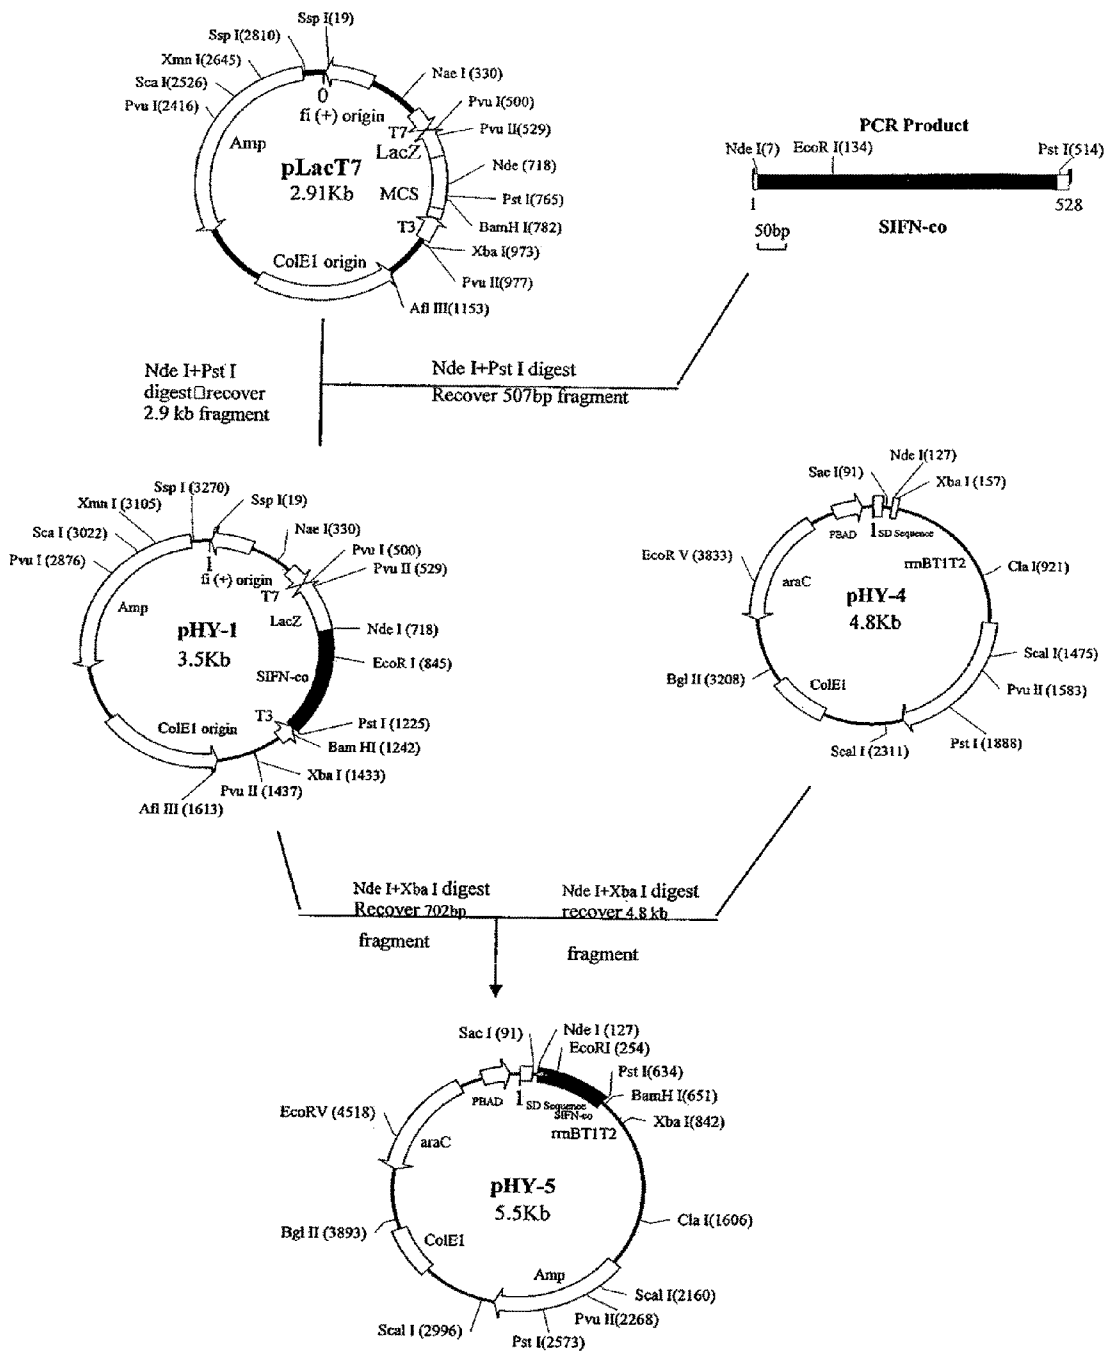 Ssp I(19)
Ssp I(2810)
Xmn I(2645)
Sca I(2526)
Pvu I(2416)
Nae I(330)
Pvu I(500)
Pvu II(529)
Nde (718)
Pst I(765)
BamH I(782)
Xba I(973)
Pvu II(977)
Afl III(1153)
0
fi (+) origin
T7
LacZ
Amp
pLacT7
2.91Kb
MCS
T3
ColE1 origin
PCR Product
Nde I(7)
EcoR I(134)
Pst I(514)
1
528
SIFN-co
50bp
Nde I+Pst I
digest□recover
2.9 kb fragment
Nde I+Pst I digest
Recover 507bp fragment
Ssp I (3270)
Ssp I(19)
Xmn I (3105)
Sca I (3022)
Pvu I (2876)
Nae I(330)
Pvu I (500)
Pvu II (529)
Nde I (718)
EcoR I (845)
Pst I (1225)
Bam HI (1242)
Xba I (1433)
Pvu II (1437)
Afl III (1613)
1
fi (+) origin
T7
LacZ
Amp
pHY-1
3.5Kb
SIFN-co
T3
ColE1 origin
Nde I(127)
Sac I(91)
Xba I (157)
PBAD
1
SD Sequence
rrnBT1T2
EcoR V (3833)
araC
Cla I(921)
pHY-4
4.8Kb
Bgl II (3208)
ColE1
ScaI I(1475)
Pvu II(1583)
Pst I(1888)
ScaI I(2311)
Nde I+Xba I digest
Recover 702bp
fragment
Nde I+Xba I digest
recover 4.8 kb
fragment
Sac I (91)
Nde I (127)
EcoRI (254)
Pst I(634)
BamH I(651)
Xba I(842)
PBAD
1
SD Sequence
SIFN-co
rrnBT1T2
EcoRV (4518)
araC
pHY-5
5.5Kb
Cla I(1606)
Bgl II (3893)
ColE1
Amp
ScaI I(2160)
Pvu II(2268)
Pst I(2573)
ScaI I (2996)